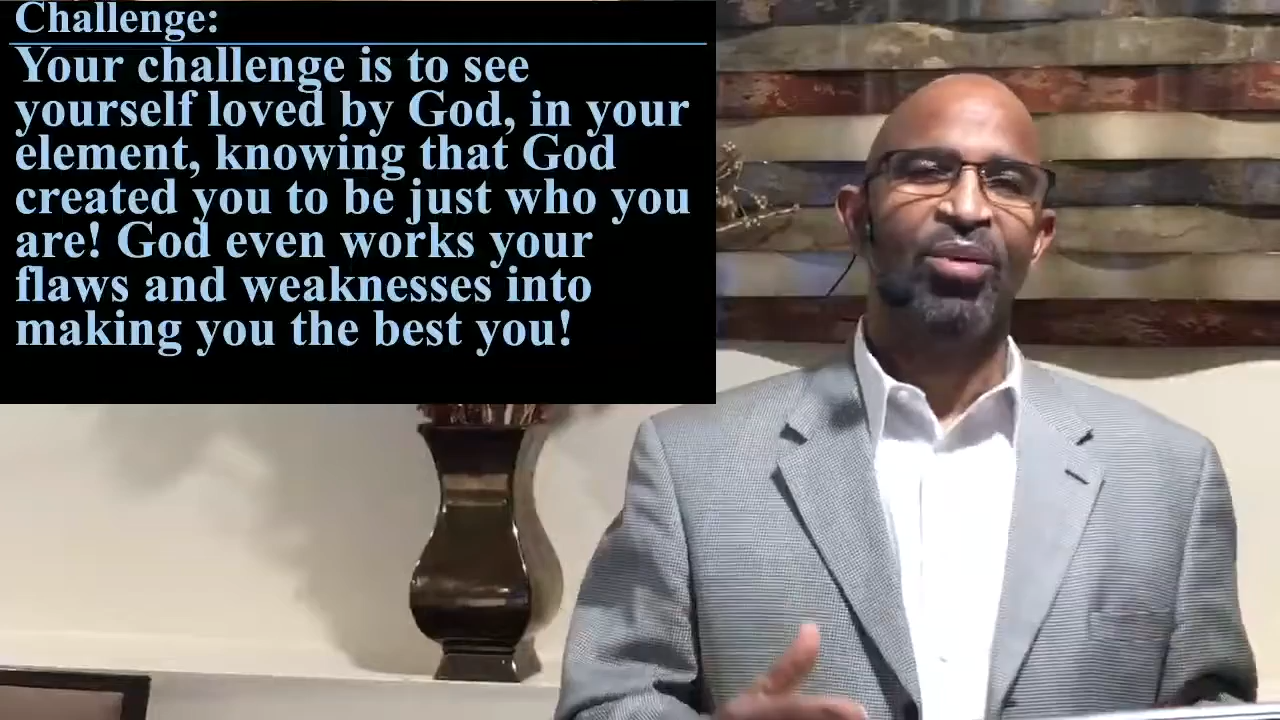 Challenge:
Your challenge is to see
yourself loved by God, in your
element, knowing that God
created you to be just who you
are! God even works your
flaws and weaknesses into
making you the best you!